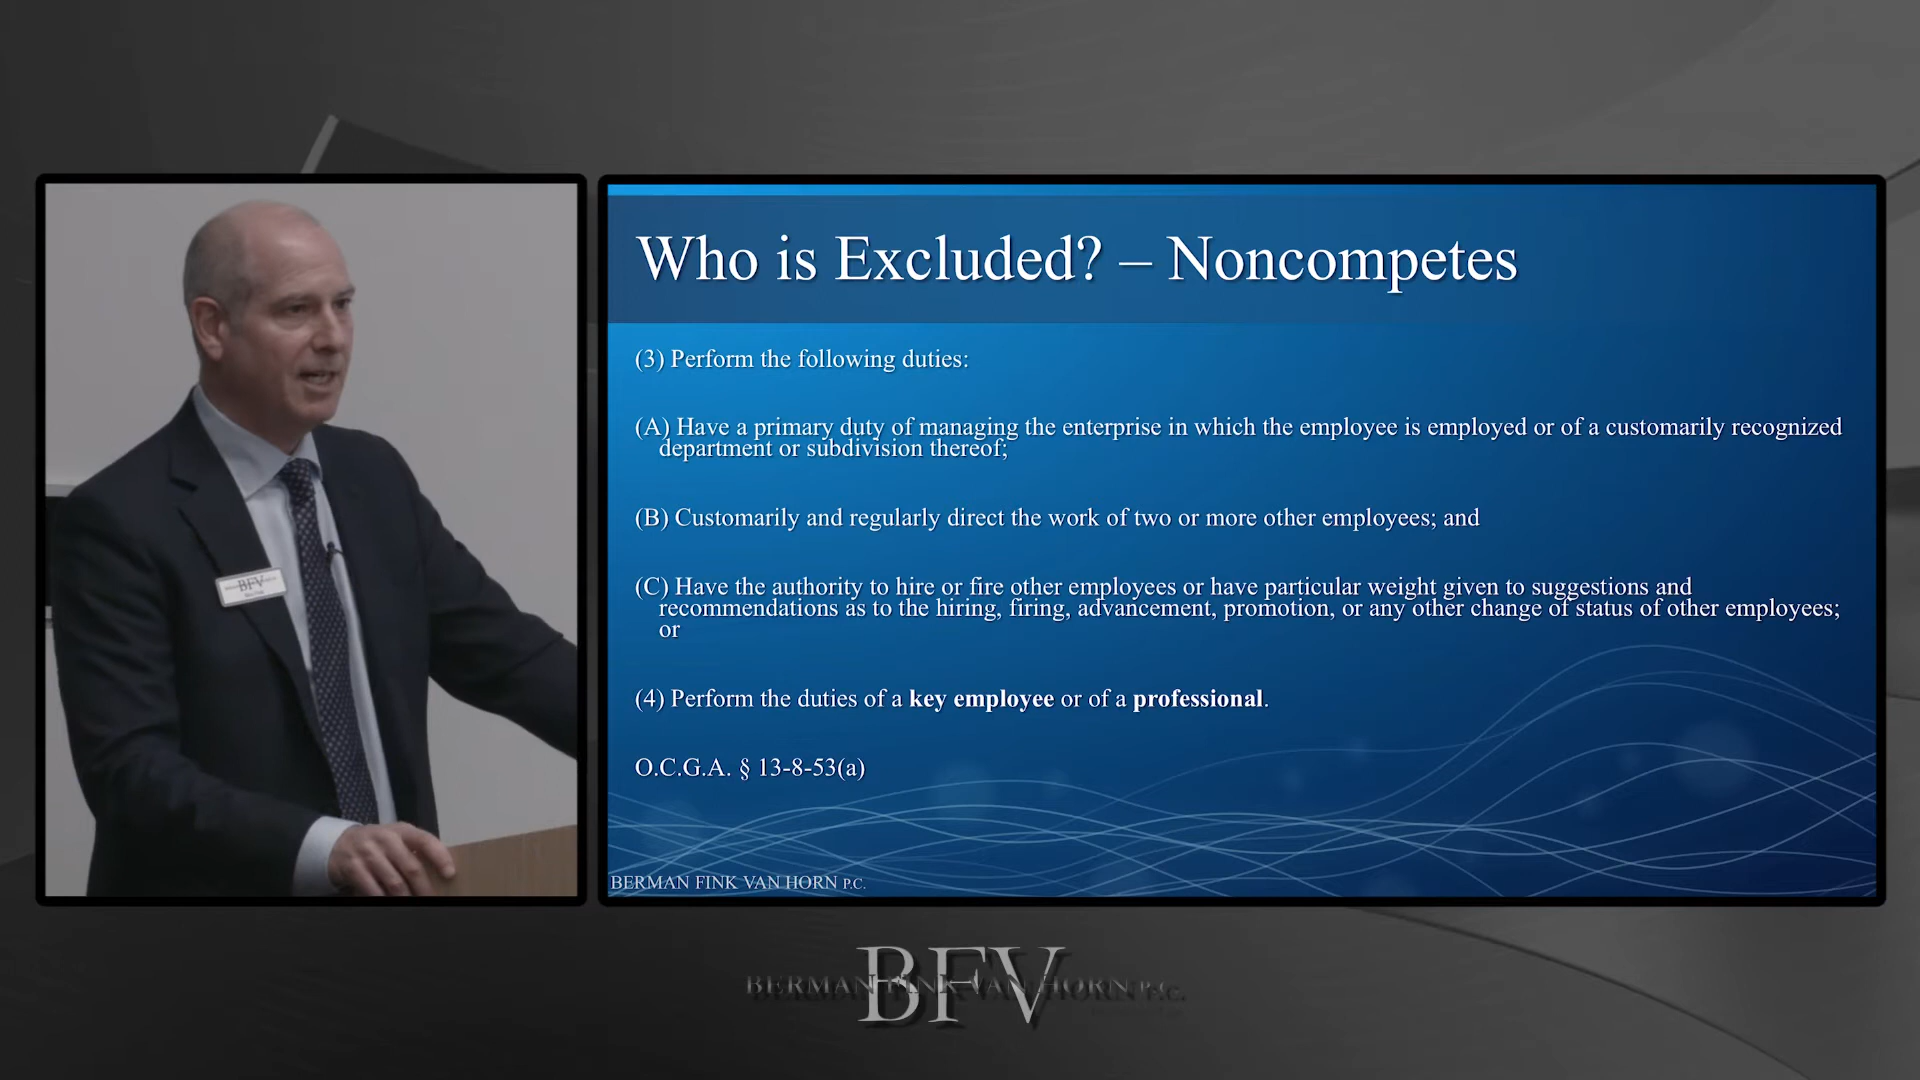 Who is Excluded? – Noncompetes
(3) Perform the following duties:
(A) Have a primary duty of managing the enterprise in which the employee is employed or of a customarily recognized
department or subdivision thereof;
(B) Customarily and regularly direct the work of two or more other employees; and
(C) Have the authority to hire or fire other employees or have particular weight given to suggestions and
recommendations as to the hiring, firing, advancement, promotion, or any other change of status of other employees;
or
(4) Perform the duties of a key employee or of a professional.
O.C.G.A. § 13-8-53(a)
BERMAN FINK VAN HORN P.C.
BFV
BFV
BERMAN FINK VAN HORN P.C.